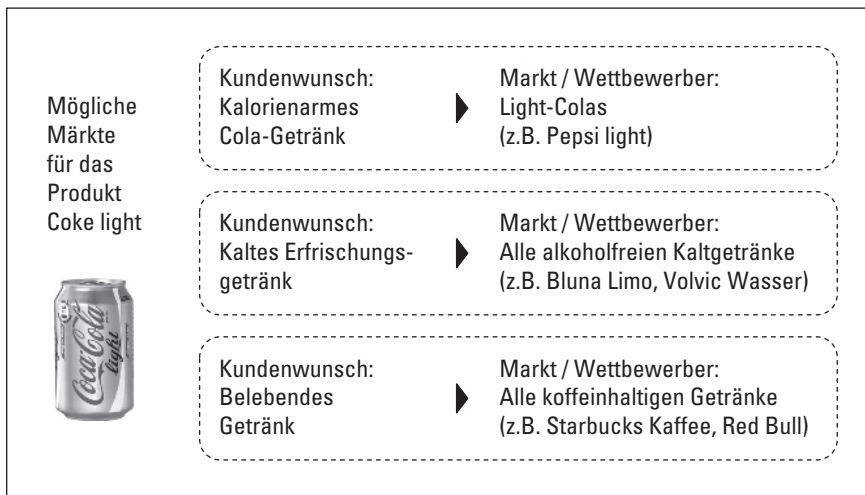 Mögliche
Märkte
für das
Produkt
Coke light
Kundenwunsch:
Kalorienarmes
Cola-Getränk
Markt / Wettbewerber:
Light-Colas
(z.B. Pepsi light)
Kundenwunsch:
Kaltes Erfrischungs-
getränk
Markt / Wettbewerber:
Alle alkoholfreien Kaltgetränke
(z.B. Bluna Limo, Volvic Wasser)
Kundenwunsch:
Belebendes
Getränk
Markt / Wettbewerber:
Alle koffeinhaltigen Getränke
(z.B. Starbucks Kaffee, Red Bull)
Coca-Cola
light